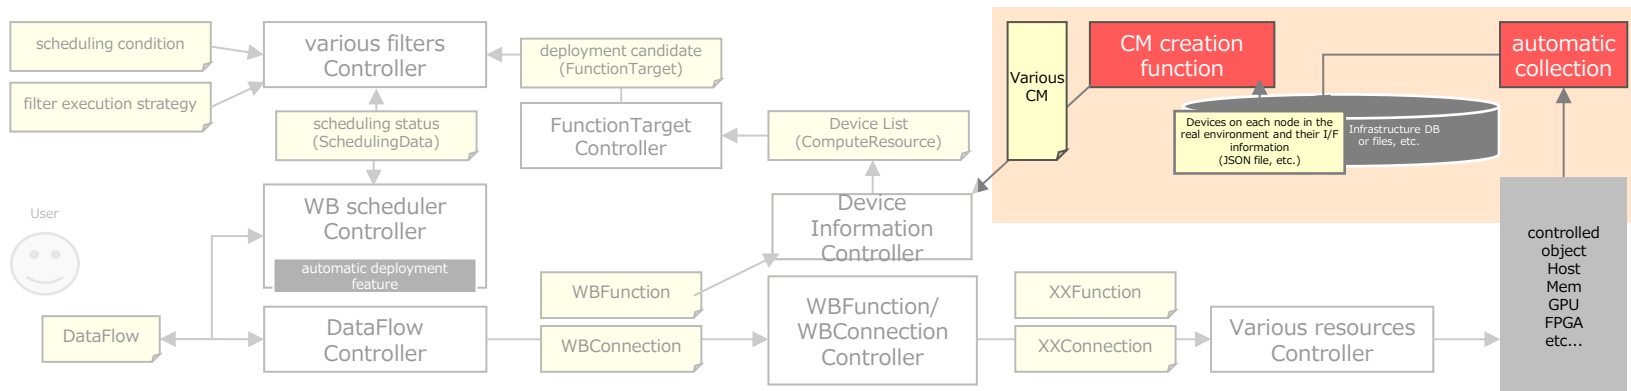 scheduling condition
filter execution strategy
various filters
Controller
deployment candidate
(FunctionTarget)
scheduling status
(SchedulingData)
FunctionTarget
Controller
Device List
(ComputeResource)
Various
CM
CM creation
function
automatic
collection
Devices on each node in the
real environment and their I/F
information
(JSON file, etc.)
Infrastructure DB
or files, etc.
User
WB scheduler
Controller
automatic deployment
feature
Device
Information
Controller
controlled
object
Host
Mem
GPU
FPGA
etc...
DataFlow
DataFlow
Controller
WBFunction
WBConnection
WBFunction/
WBConnection
Controller
XXFunction
XXConnection
Various resources
Controller